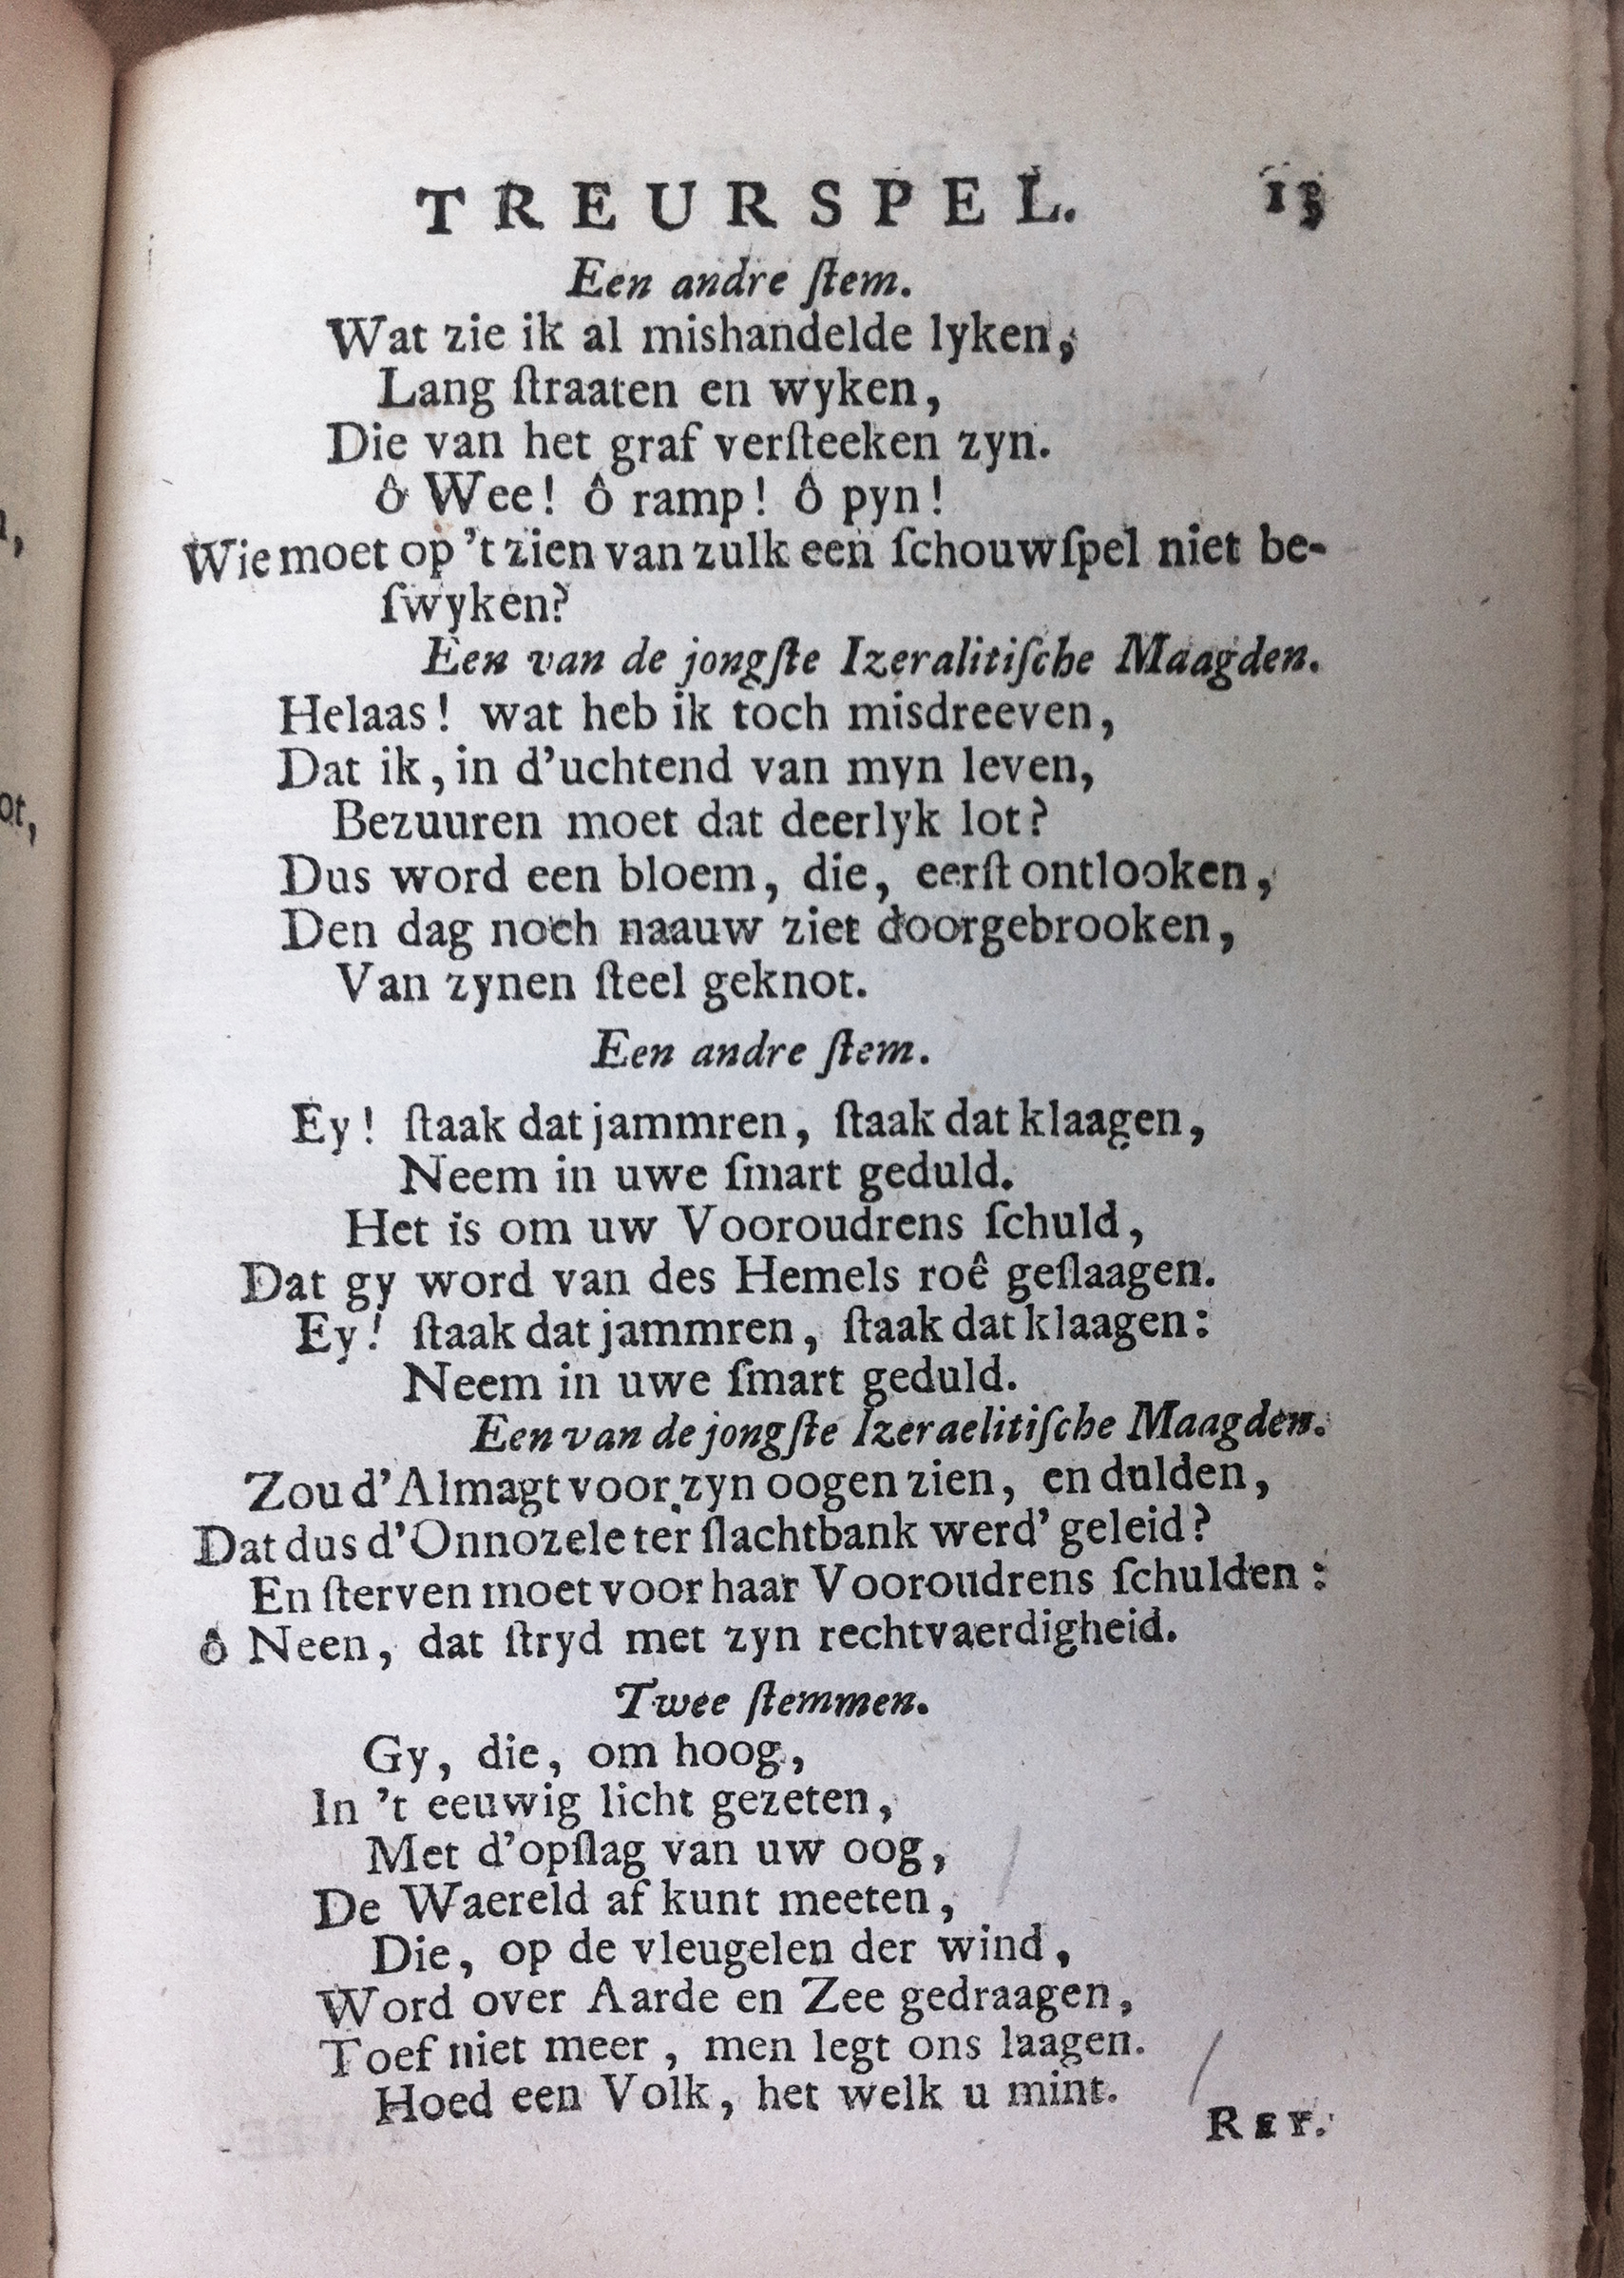 TREURSPEL. 13
Een andre ſtem.
Wat zie ik al mishandelde lyken,
Lang ſtraaten en wyken,
Die van het graf verſteeken zyn.
ô Wee! ô ramp! ô pyn!
Wie moet op 't zien van zulk een ſchouwſpel niet be-
ſwyken?
Een van de jongſte Izeralitiſche Maagden.
Helaas! wat heb ik toch misdreeven,
Dat ik, in d'uchtend van myn leven,
Bezuuren moet dat deerlyk lot?
Dus word een bloem, die, eerſt ontlooken,
Den dag noch naauw ziet doorgebrooken,
Van zynen ſteel geknot.
Een andre ſtem.
Ey! ſtaak dat jammren, ſtaak dat klaagen,
Neem in uwe ſmart geduld.
Het is om uw Vooroudrens ſchuld,
Dat gy word van des Hemels roê geſlaagen.
Ey! ſtaak dat jammren, ſtaak dat klaagen:
Neem in uwe ſmart geduld.
Een van de jongſte Izeraelitiſche Maagden.
Zou d'Almagt voor zyn oogen zien, en dulden,
Dat dus d'Onnozele ter ſlachtbank werd' geleid?
En ſterven moet voor haar Vooroudrens ſchulden:
ô Neen, dat ſtryd met zyn rechtvaerdigheid.
Twee ſtemmen.
Gy, die, om hoog,
In 't eeuwig licht gezeten,
Met d'opſlag van uw oog,
De Waereld af kunt meeten,
Die, op de vleugelen der wind,
Word over Aarde en Zee gedraagen,
Toef niet meer, men legt ons laagen.
Hoed een Volk, het welk u mint.
REY.